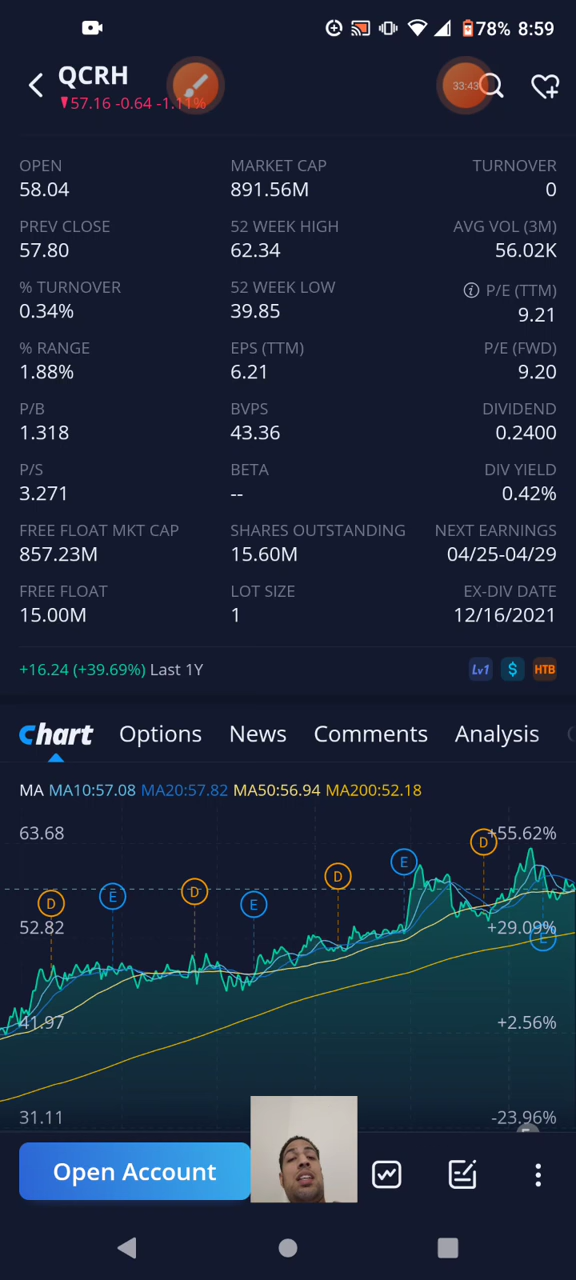 78% 8:59
QCRH
57.16 -0.64 -1.11%
33:43
OPEN MARKET CAP TURNOVER
58.04 891.56M 0
PREV CLOSE 52 WEEK HIGH AVG VOL (3M)
57.80 62.34 56.02K
% TURNOVER 52 WEEK LOW P/E (TTM)
0.34% 39.85 9.21
% RANGE EPS (TTM) P/E (FWD)
1.88% 6.21 9.20
P/B BVPS DIVIDEND
1.318 43.36 0.2400
P/S BETA DIV YIELD
3.271 -- 0.42%
FREE FLOAT MKT CAP SHARES OUTSTANDING NEXT EARNINGS
857.23M 15.60M 04/25-04/29
FREE FLOAT LOT SIZE EX-DIV DATE
15.00M 1 12/16/2021
+16.24 (+39.69%) Last 1Y Lv1 $ HTB
Chart Options News Comments Analysis
MA MA10:57.08 MA20:57.82 MA50:56.94 MA200:52.18
63.68 +55.62%
D E D E D E D
52.82 +29.09%
E
41.97 +2.56%
31.11 -23.96%
Open Account